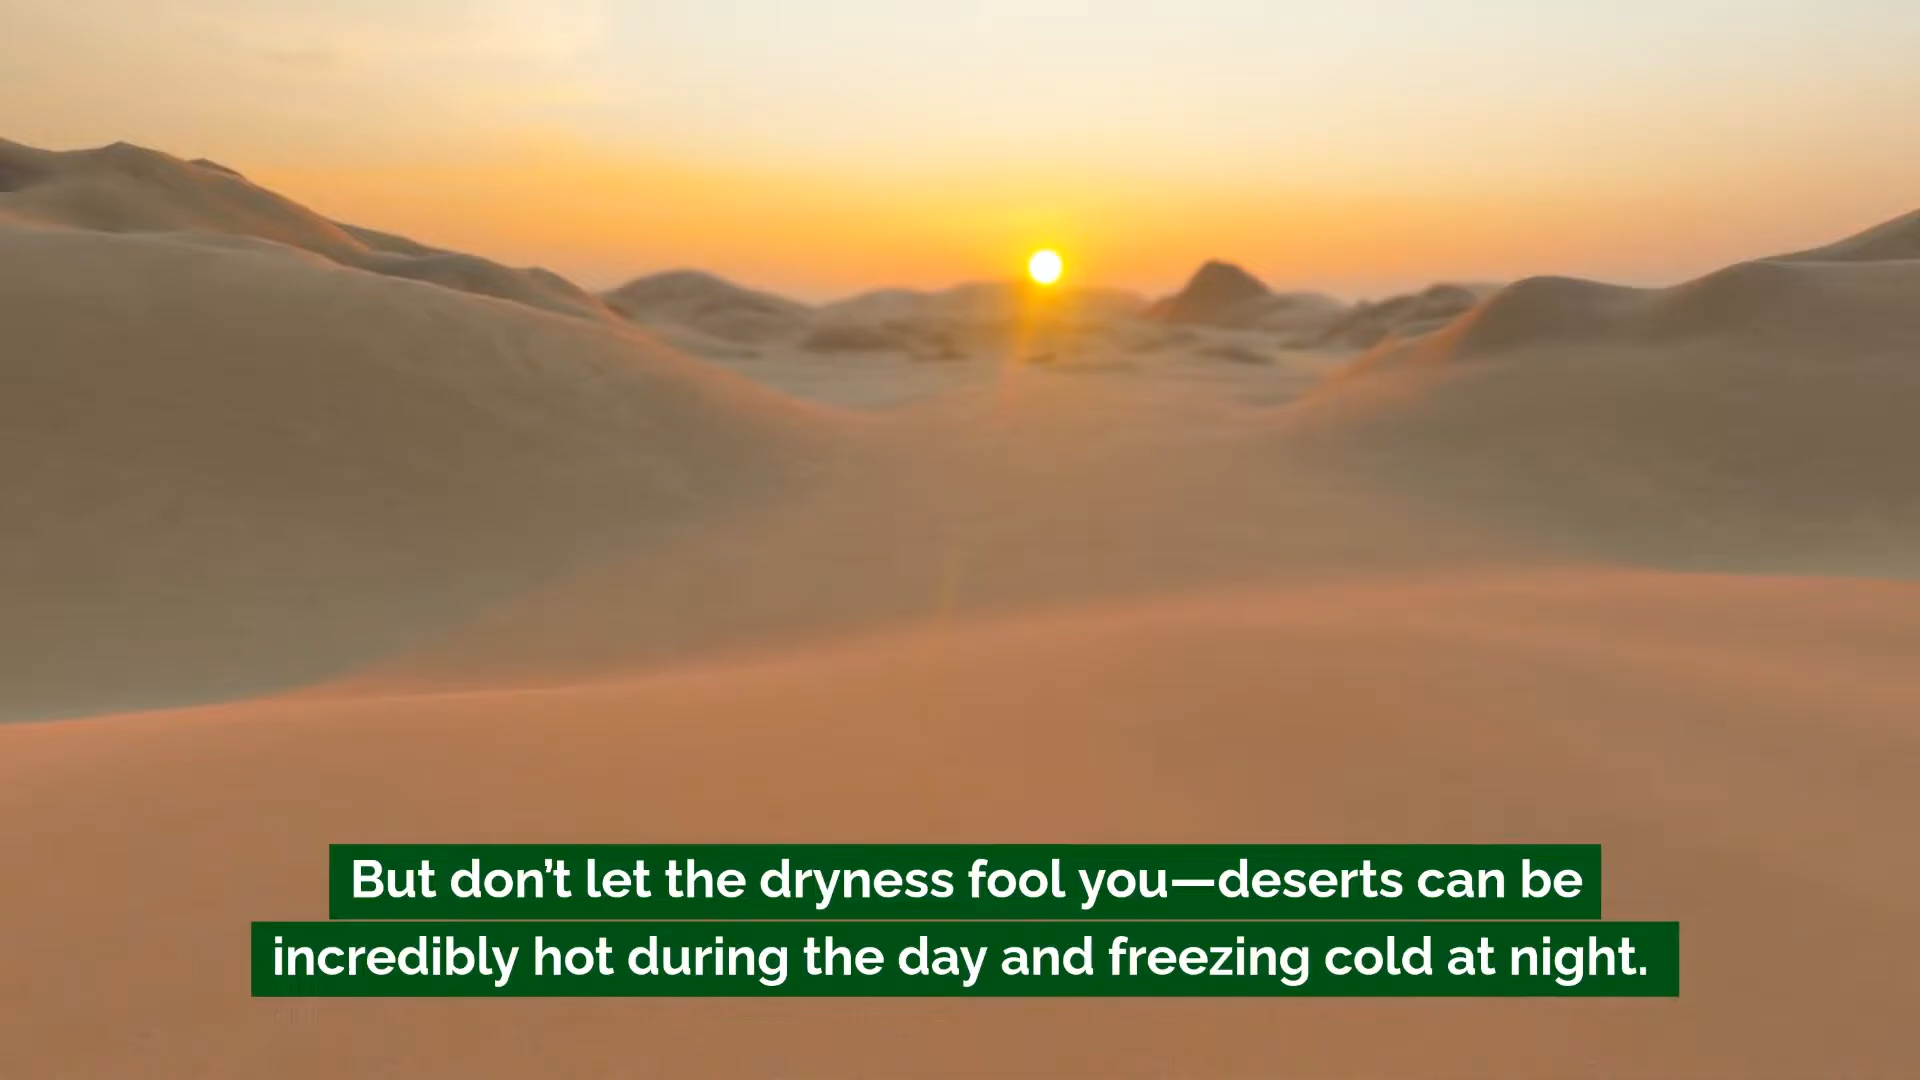 But don’t let the dryness fool you—deserts can be
incredibly hot during the day and freezing cold at night.